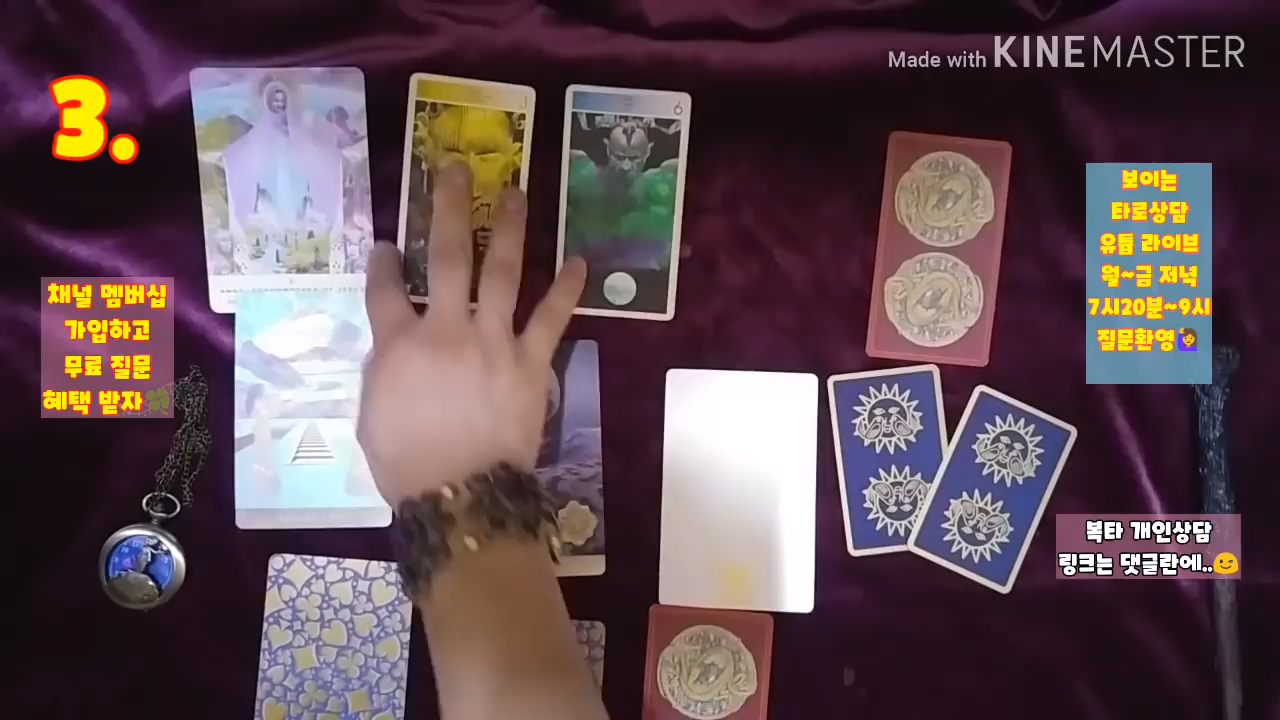 Made with KINEMASTER
3.
보이는
타로상담
유튭 라이브
월~금 저녁
7시20분~9시
질문환영🙋‍♀️
채널 멤버십
가입하고
무료 질문
혜택 받자🍀
복타 개인상담
링크는 댓글란에..😉
6